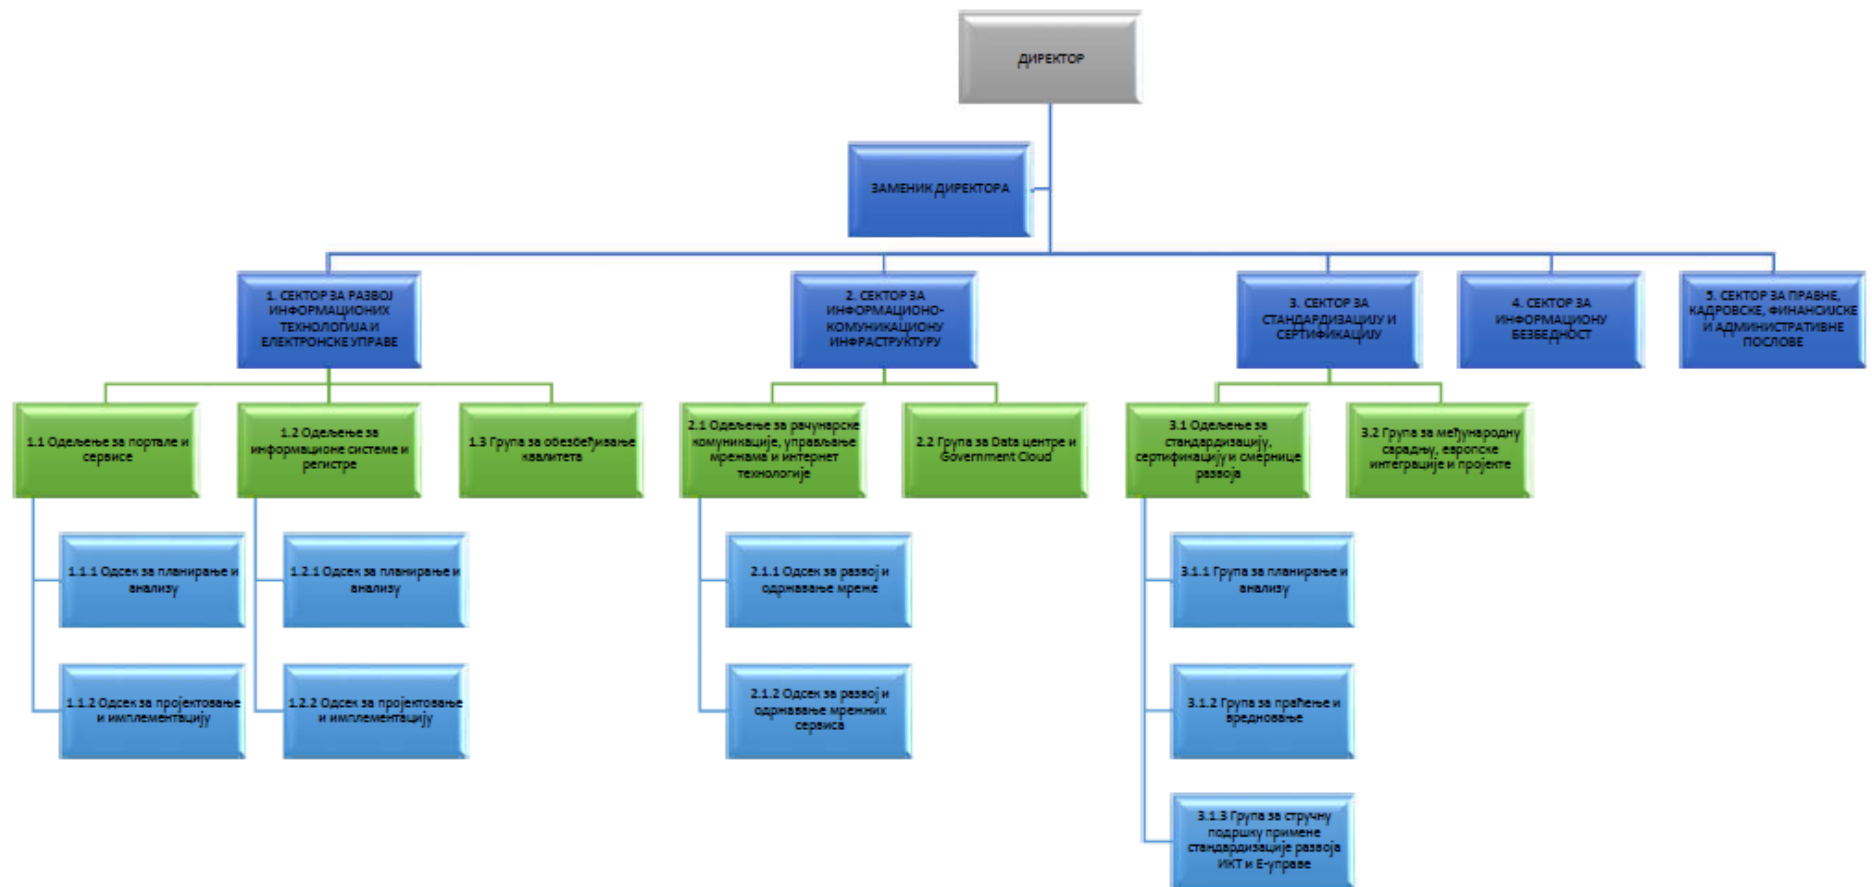 ДИРЕКТОР
ЗАМЕНИК ДИРЕКТОРА
1. СЕКТОР ЗА РАЗВОЈ
ИНФОРМАЦИОНИХ
ТЕХНОЛОГИЈА И
ЕЛЕКТРОНСКЕ УПРАВЕ
2. СЕКТОР ЗА
ИНФОРМАЦИОНО-
КОМУНИКАЦИОНУ
ИНФРАСТРУКТУРУ
3. СЕКТОР ЗА
СТАНДАРДИЗАЦИЈУ И
СЕРТИФИКАЦИЈУ
4. СЕКТОР ЗА
ИНФОРМАЦИОНУ
БЕЗБЕДНОСТ
5. СЕКТОР ЗА ПРАВНЕ,
КАДРОВСКЕ, ФИНАНСИЈСКЕ
И АДМИНИСТРАТИВНЕ
ПОСЛОВЕ
1.1 Одељење за портале и
сервисе
1.2 Одељење за
информационе системе и
регистре
1.3 Група за обезбеђивање
квалитета
2.1 Одељење за рачунарске
комуникације, управљање
мрежама и интернет
технологије
2.2 Група за Data центре и
Government Cloud
3.1 Одељење за
стандардизацију,
сертификацију и смернице
развоја
3.2 Група за међународну
сарадњу, европске
интеграције и пројекте
1.1.1 Одсек за планирање и
анализу
1.2.1 Одсек за планирање и
анализу
2.1.1 Одсек за развој и
одржавање мреже
3.1.1 Група за планирање и
анализу
1.1.2 Одсек за пројектовање
и имплементацију
1.2.2 Одсек за пројектовање
и имплементацију
2.1.2 Одсек за развој и
одржавање мрежних
сервиса
3.1.2 Група за праћење и
вредновање
3.1.3 Група за стручну
подршку примене
стандардизације развоја
ИКТ и Е-управе